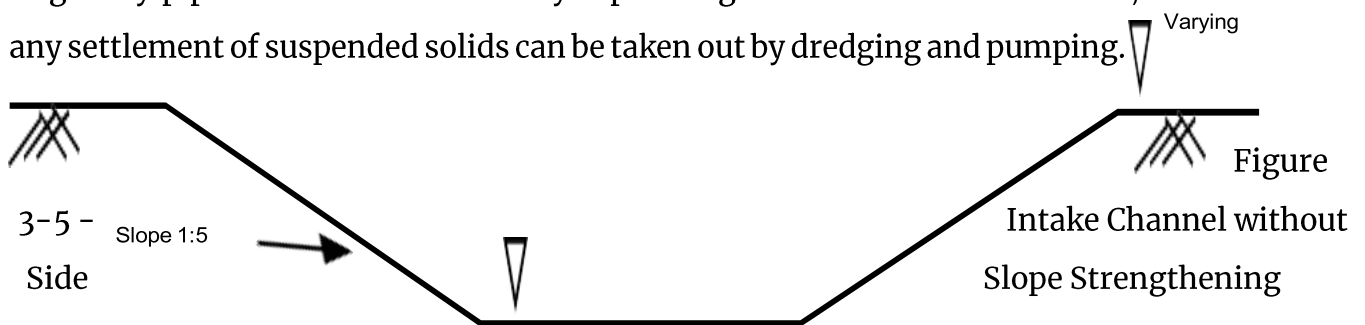 any settlement of suspended solids can be taken out by dredging and pumping.
Varying
Figure
3-5 - Slope 1:5 Intake Channel without
Side Slope Strengthening